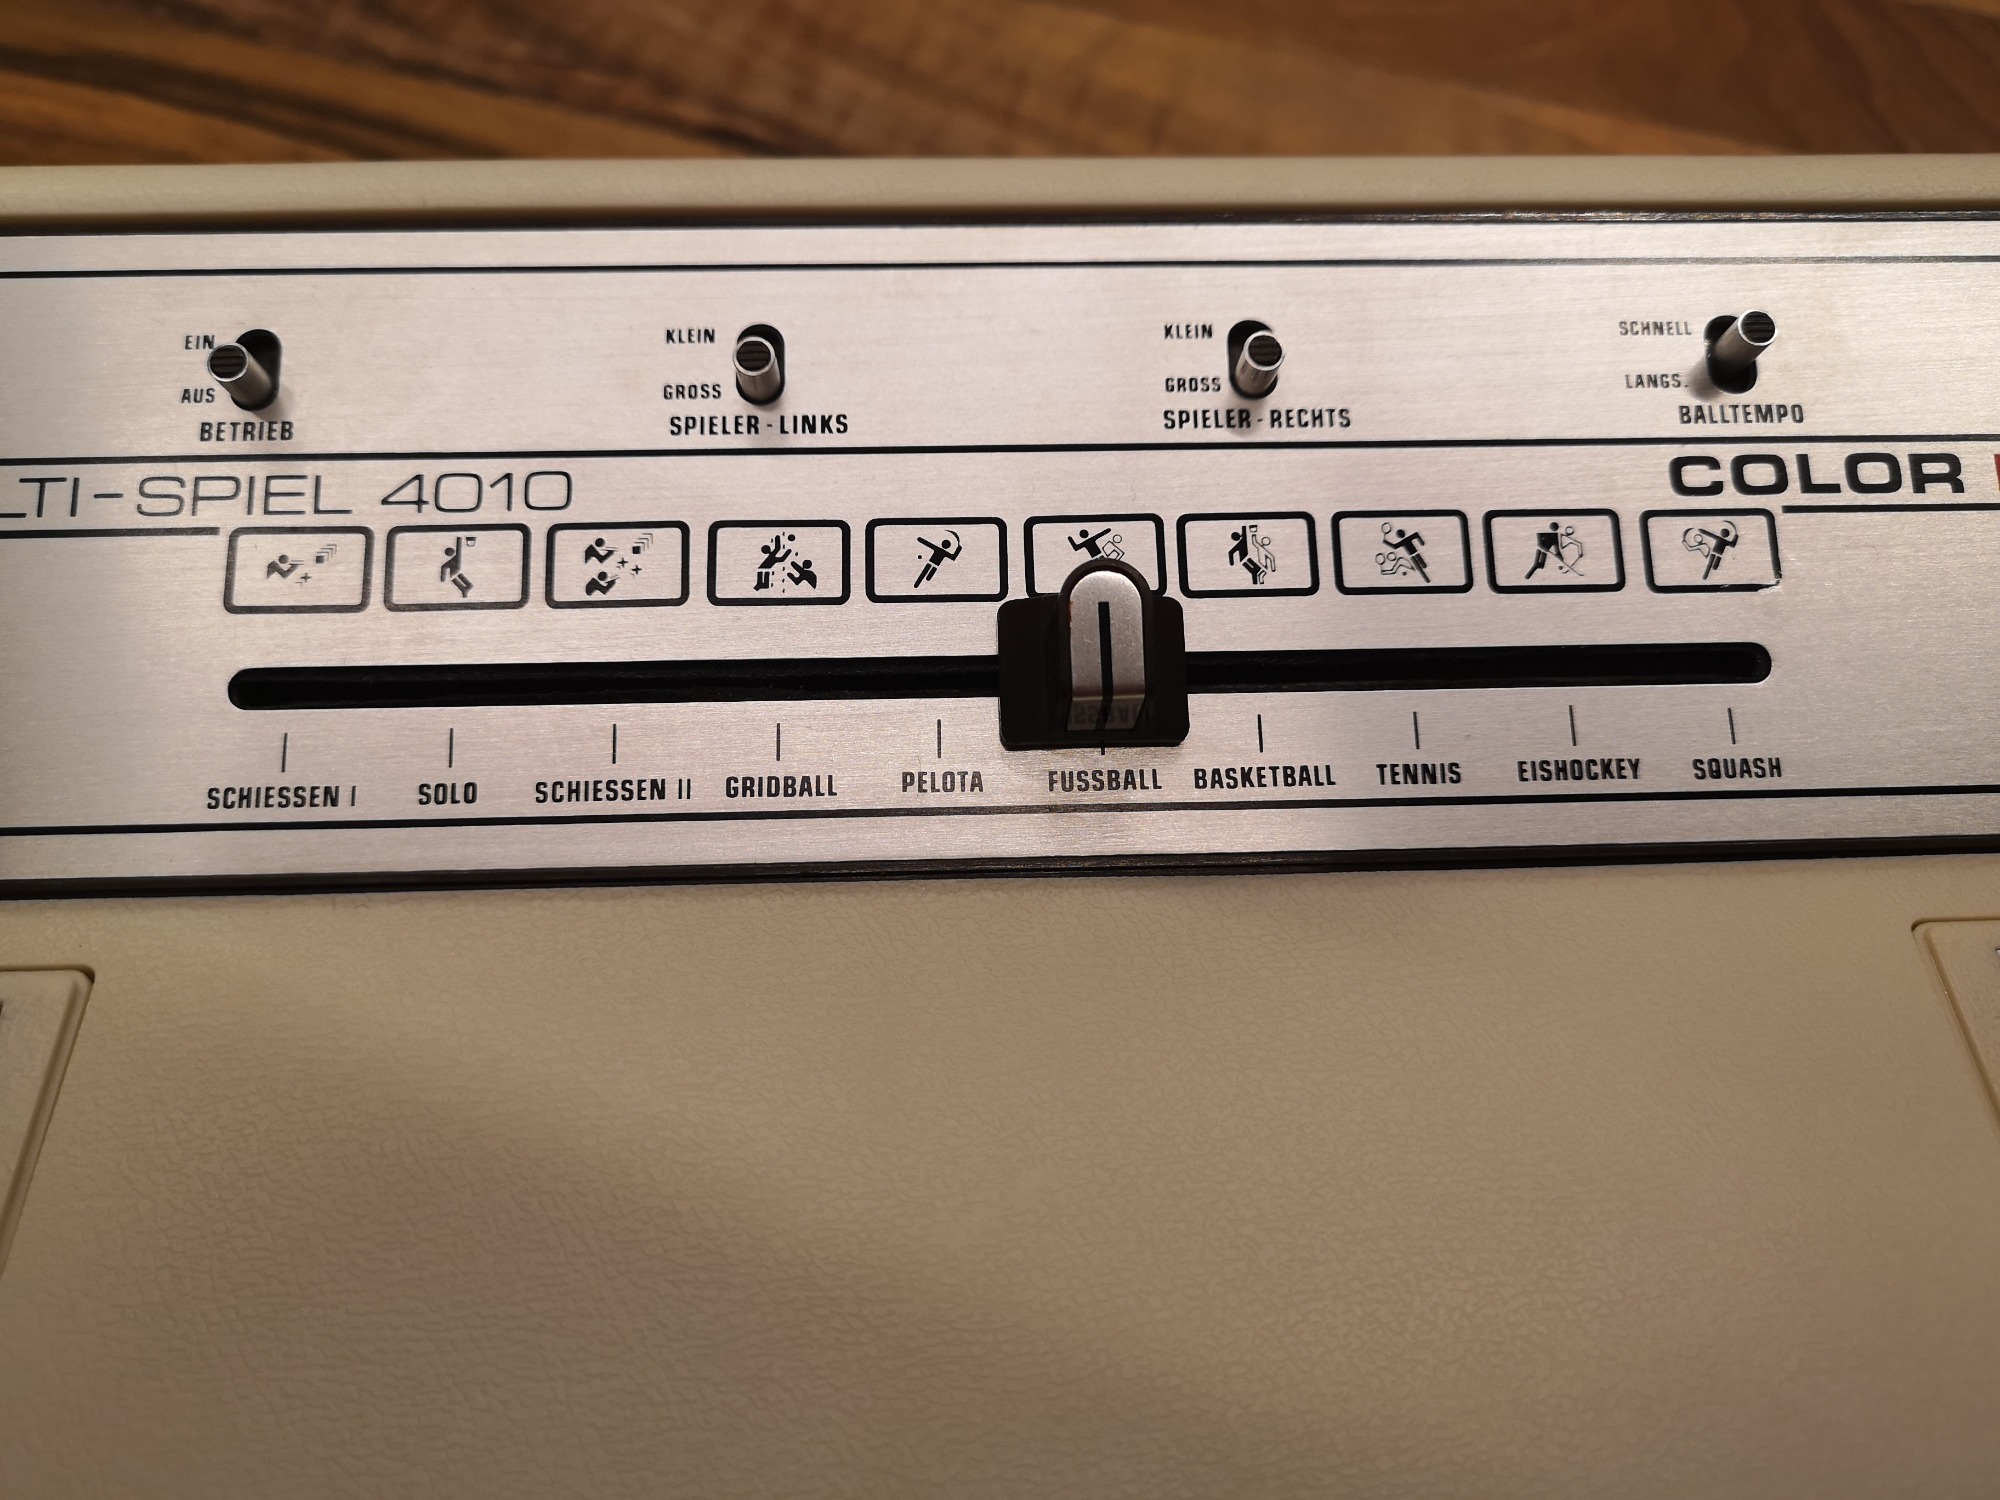 EIN
AUS
BETRIEB
KLEIN
GROSS
SPIELER-LINKS
KLEIN
GROSS
SPIELER-RECHTS
SCHNELL
LANGS.
BALLTEMPO
LTI-SPIEL 4010
COLOR
SCHIESSEN I
SOLO
SCHIESSEN II
GRIDBALL
PELOTA
FUSSBALL
BASKETBALL
TENNIS
EISHOCKEY
SQUASH